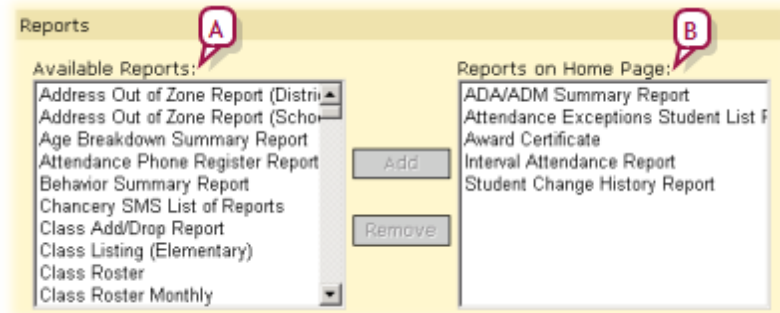 Reports
A
B
Available Reports:
Reports on Home Page:
Address Out of Zone Report (Distri
Address Out of Zone Report (Scho
Age Breakdown Summary Report
Attendance Phone Register Report
Behavior Summary Report
Chancery SMS List of Reports
Class Add/Drop Report
Class Listing (Elementary)
Class Roster
Class Roster Monthly
Add
Remove
ADA/ADM Summary Report
Attendance Exceptions Student List R
Award Certificate
Interval Attendance Report
Student Change History Report